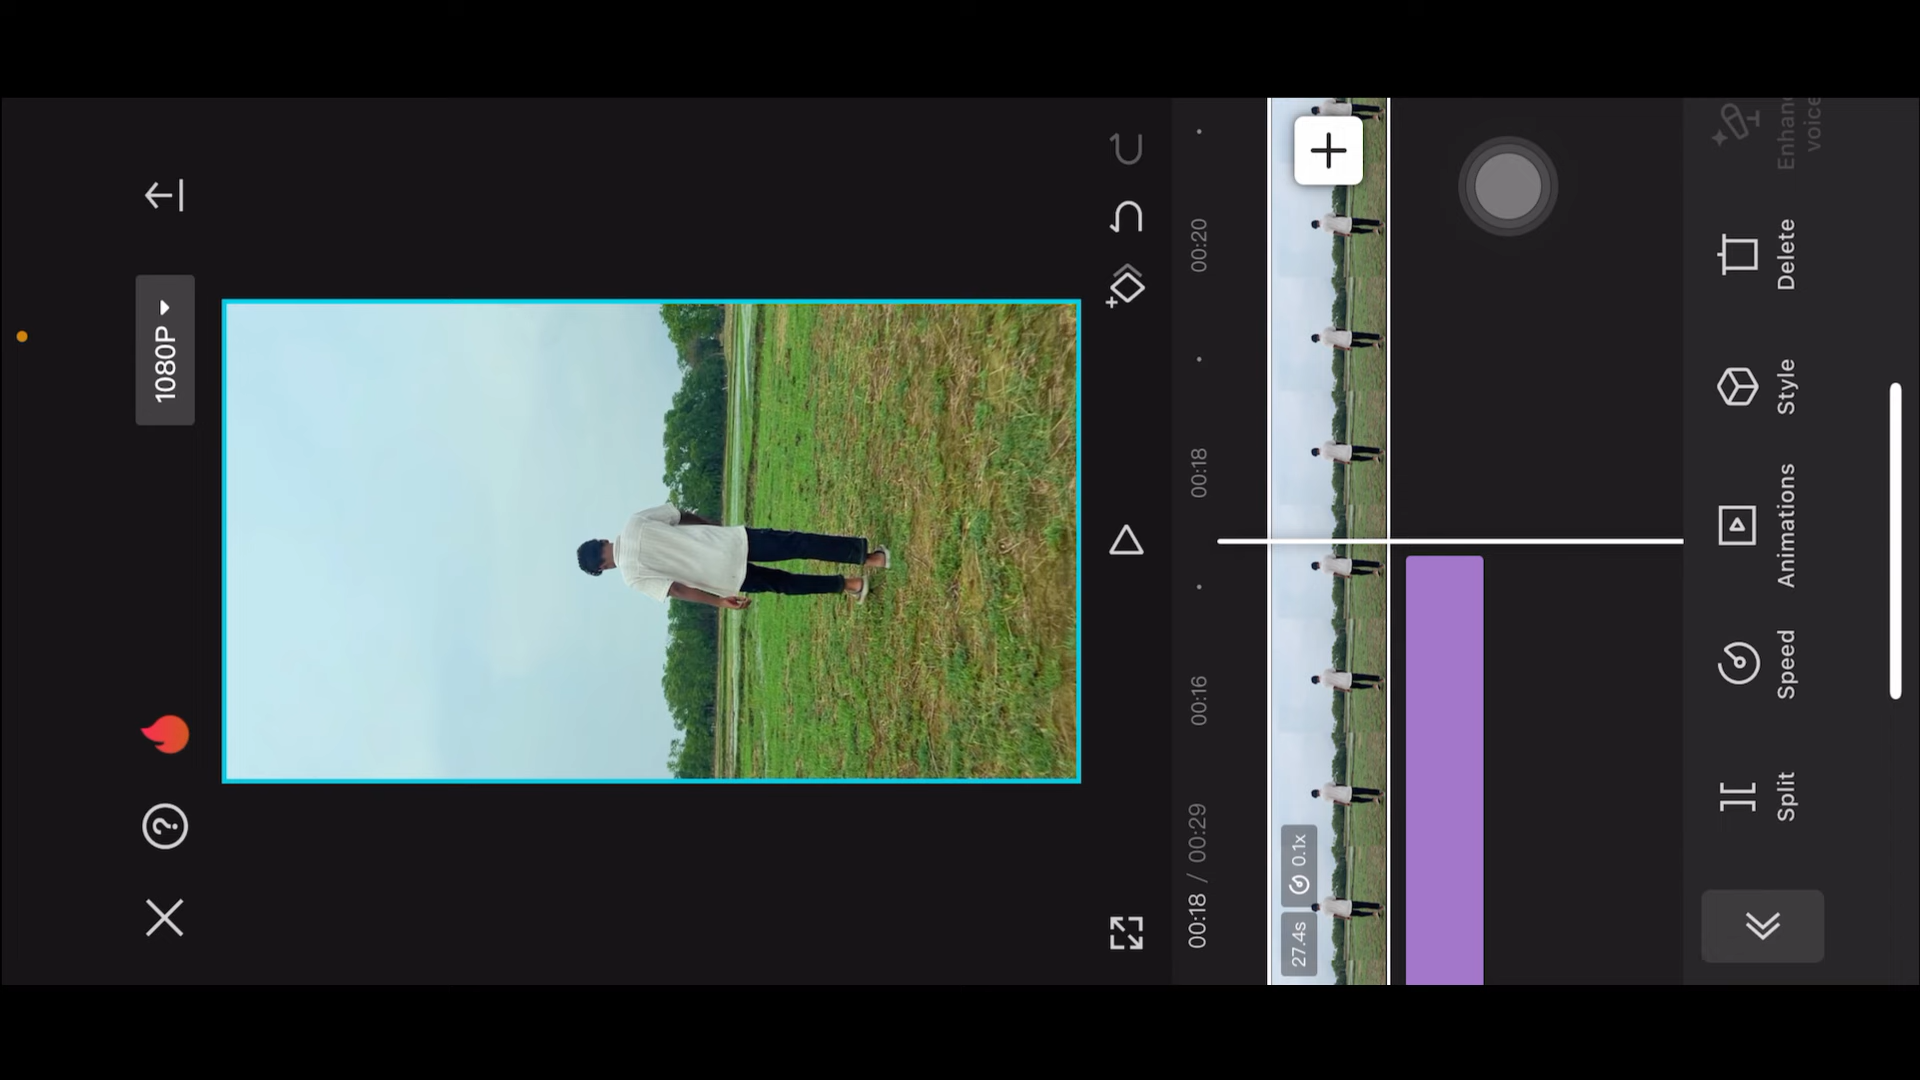 1080P
00:18 / 00:29
00:16
00:18
00:20
27.4s
0.1x
Split
Speed
Animations
Style
Delete
voice